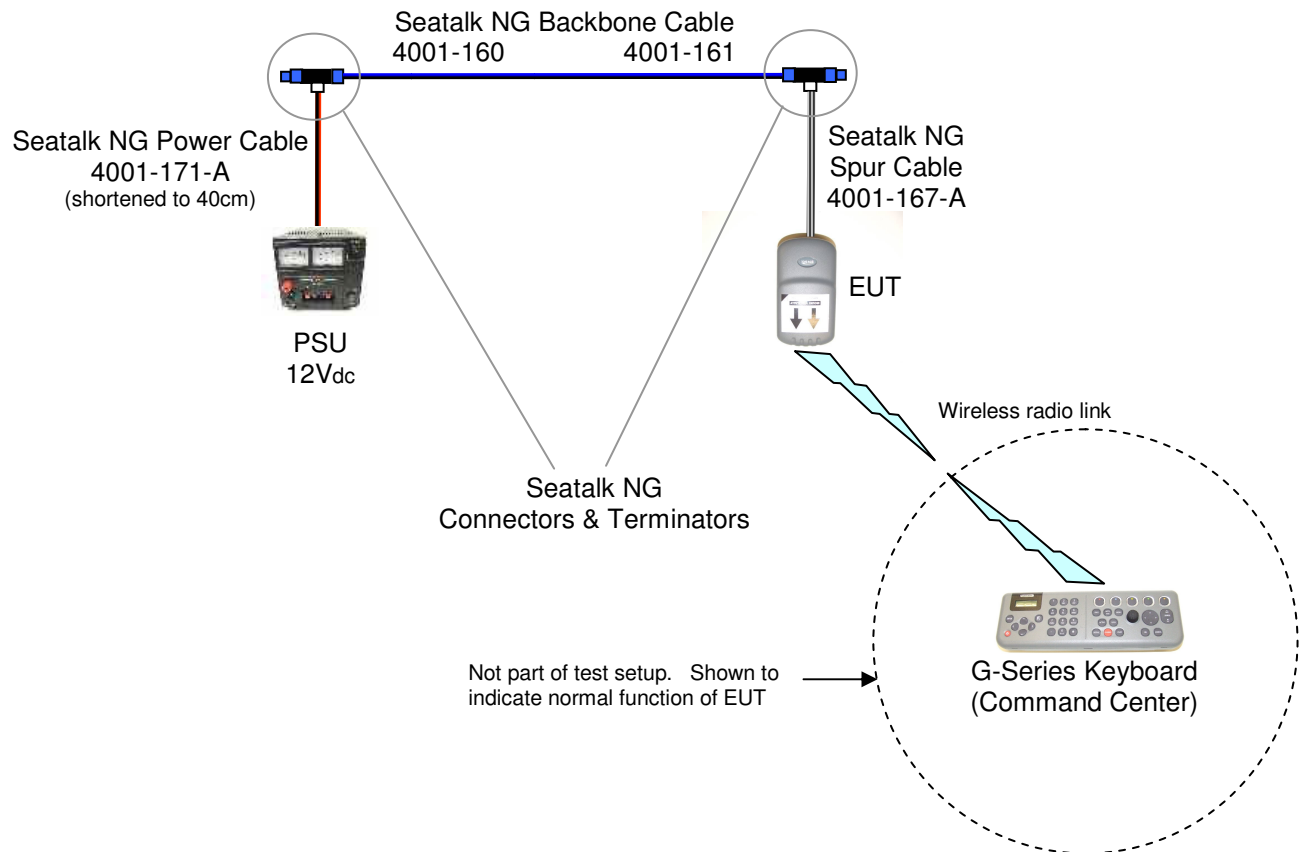 Seatalk NG Backbone Cable
4001-160 4001-161
Seatalk NG Power Cable
4001-171-A
(shortened to 40cm)
Seatalk NG
Spur Cable
4001-167-A
EUT
PSU
12Vdc
Wireless radio link
Seatalk NG
Connectors & Terminators
Not part of test setup. Shown to
indicate normal function of EUT
G-Series Keyboard
(Command Center)